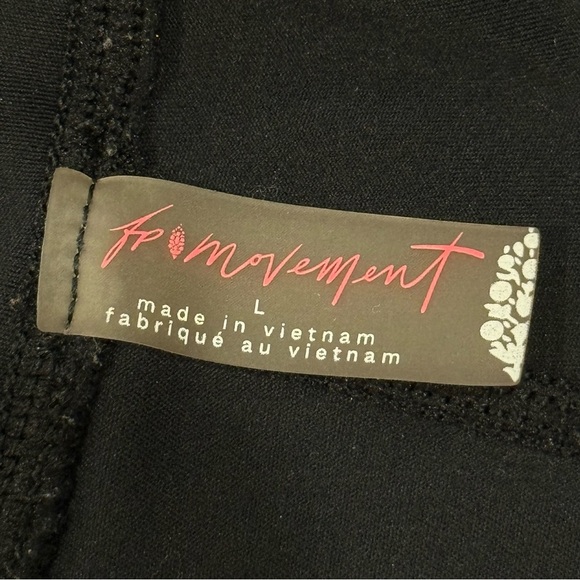 fp movement
L
made in vietnam
fabriqué au vietnam